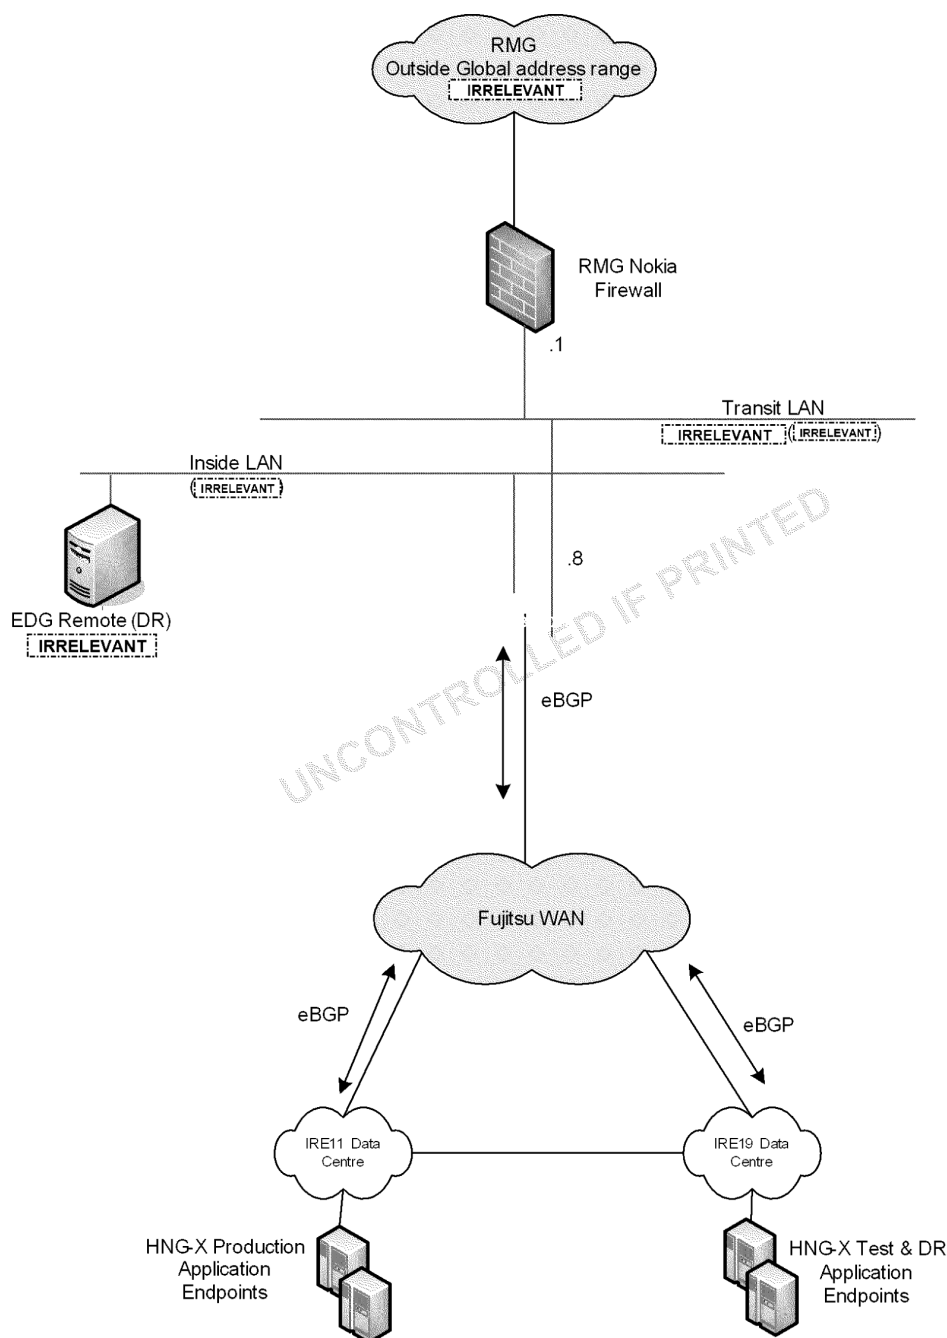 RMG
Outside Global address range
IRRELEVANT
RMG Nokia
Firewall
.1
Transit LAN
IRRELEVANT (IRRELEVANT)
Inside LAN
(IRRELEVANT)
.8
EDG Remote (DR)
IRRELEVANT
UNCONTROLLED IF PRINTED
eBGP
Fujitsu WAN
eBGP
eBGP
IRE11 Data
Centre
IRE19 Data
Centre
HNG-X Production
Application
Endpoints
HNG-X Test & DR
Application
Endpoints